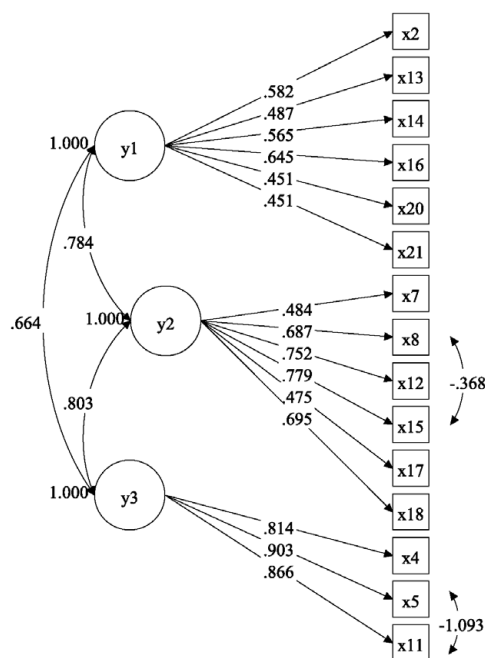 x2
x13
.582
.487
x14
1.000
y1
.565
.645
x16
.451
x20
.451
x21
.784
x7
.484
1.000
y2
.687
x8
.664
.752
x12
-.368
.779
x15
.803
.475
.695
x17
1.000
y3
x18
.814
x4
.903
x5
.866
-1.093
x11